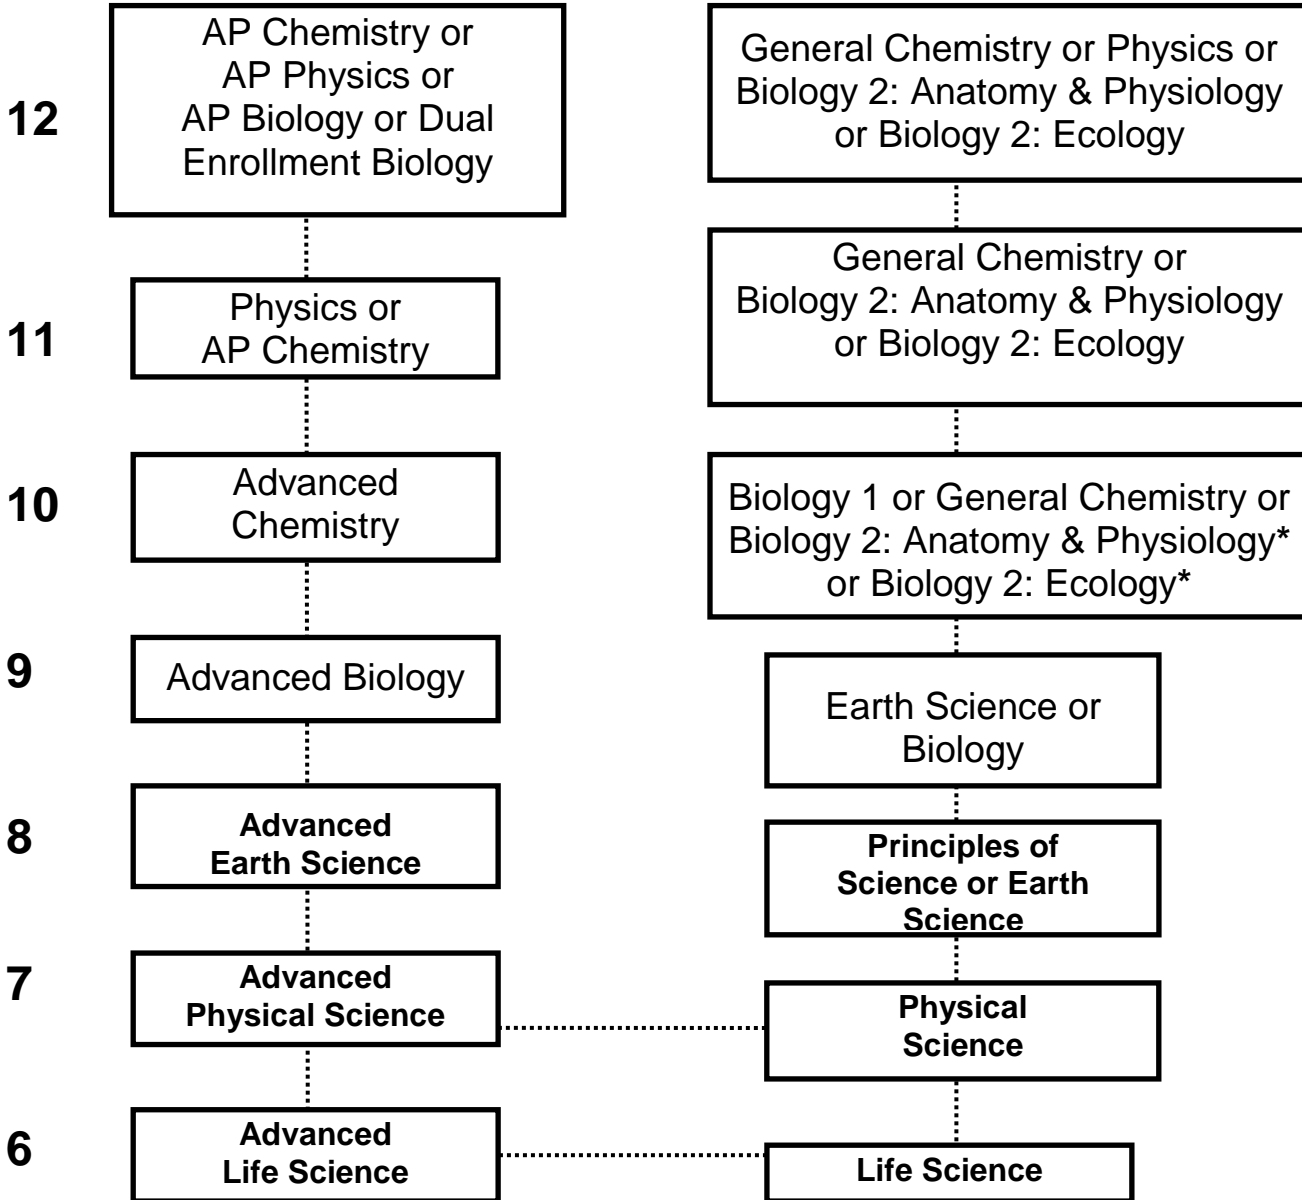 12
AP Chemistry or
AP Physics or
AP Biology or Dual
Enrollment Biology
General Chemistry or Physics or
Biology 2: Anatomy & Physiology
or Biology 2: Ecology
11
Physics or
AP Chemistry
General Chemistry or
Biology 2: Anatomy & Physiology
or Biology 2: Ecology
10
Advanced
Chemistry
Biology 1 or General Chemistry or
Biology 2: Anatomy & Physiology*
or Biology 2: Ecology*
9
Advanced Biology
Earth Science or
Biology
8
Advanced
Earth Science
Principles of
Science or Earth
Science
7
Advanced
Physical Science
Physical
Science
6
Advanced
Life Science
Life Science